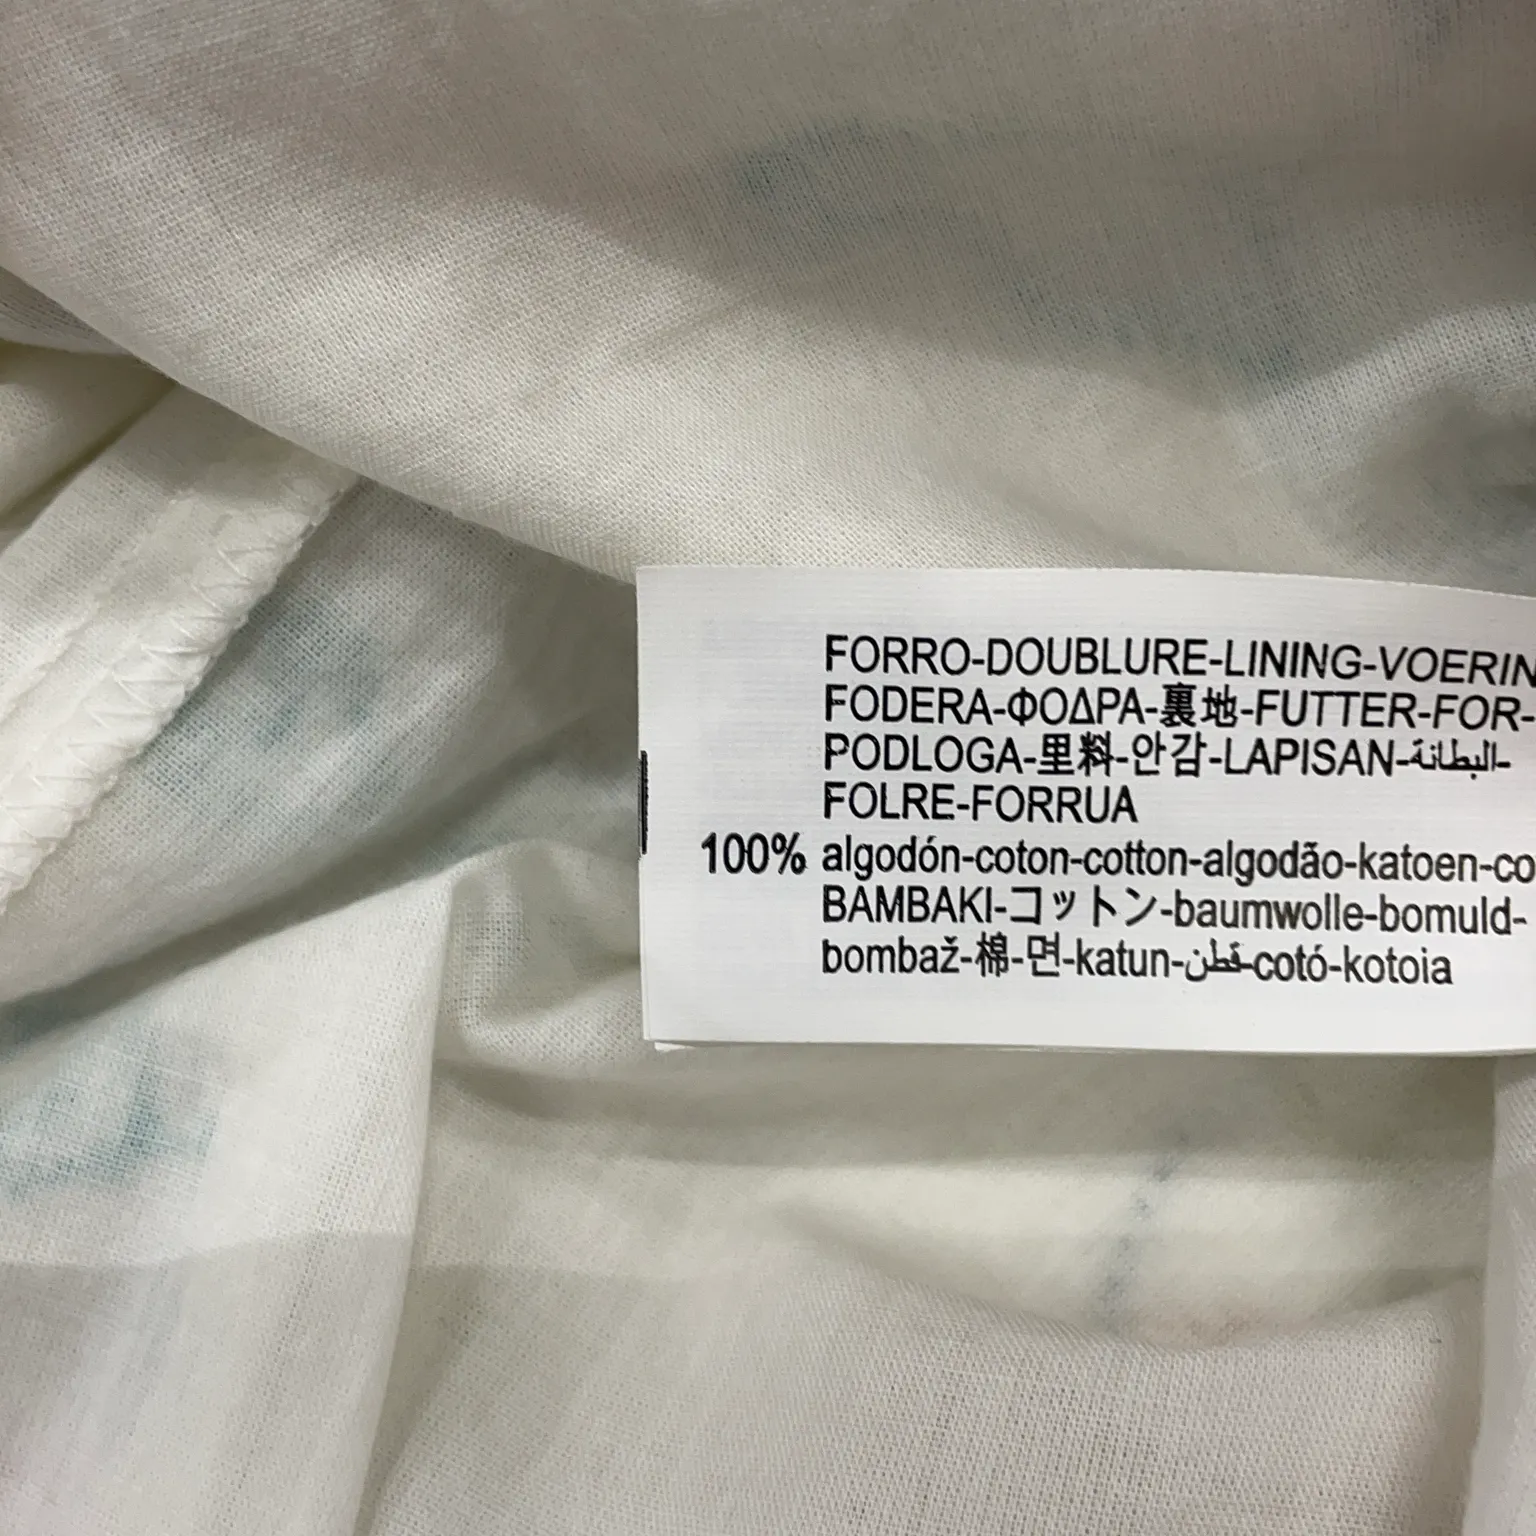 FORRO-DOUBLURE-LINING-VOERIN
FODERA-ΦΟΔΡΑ-裏地-FUTTER-FOR-
PODLOGA-里料-안감-LAPISAN-البطانة-
FOLRE-FORRUA
100% algodón-coton-cotton-algodão-katoen-co
BAMBAKI-コットン-baumwolle-bomuld-
bombaž-棉-면-katun-قطن-cotó-kotoia